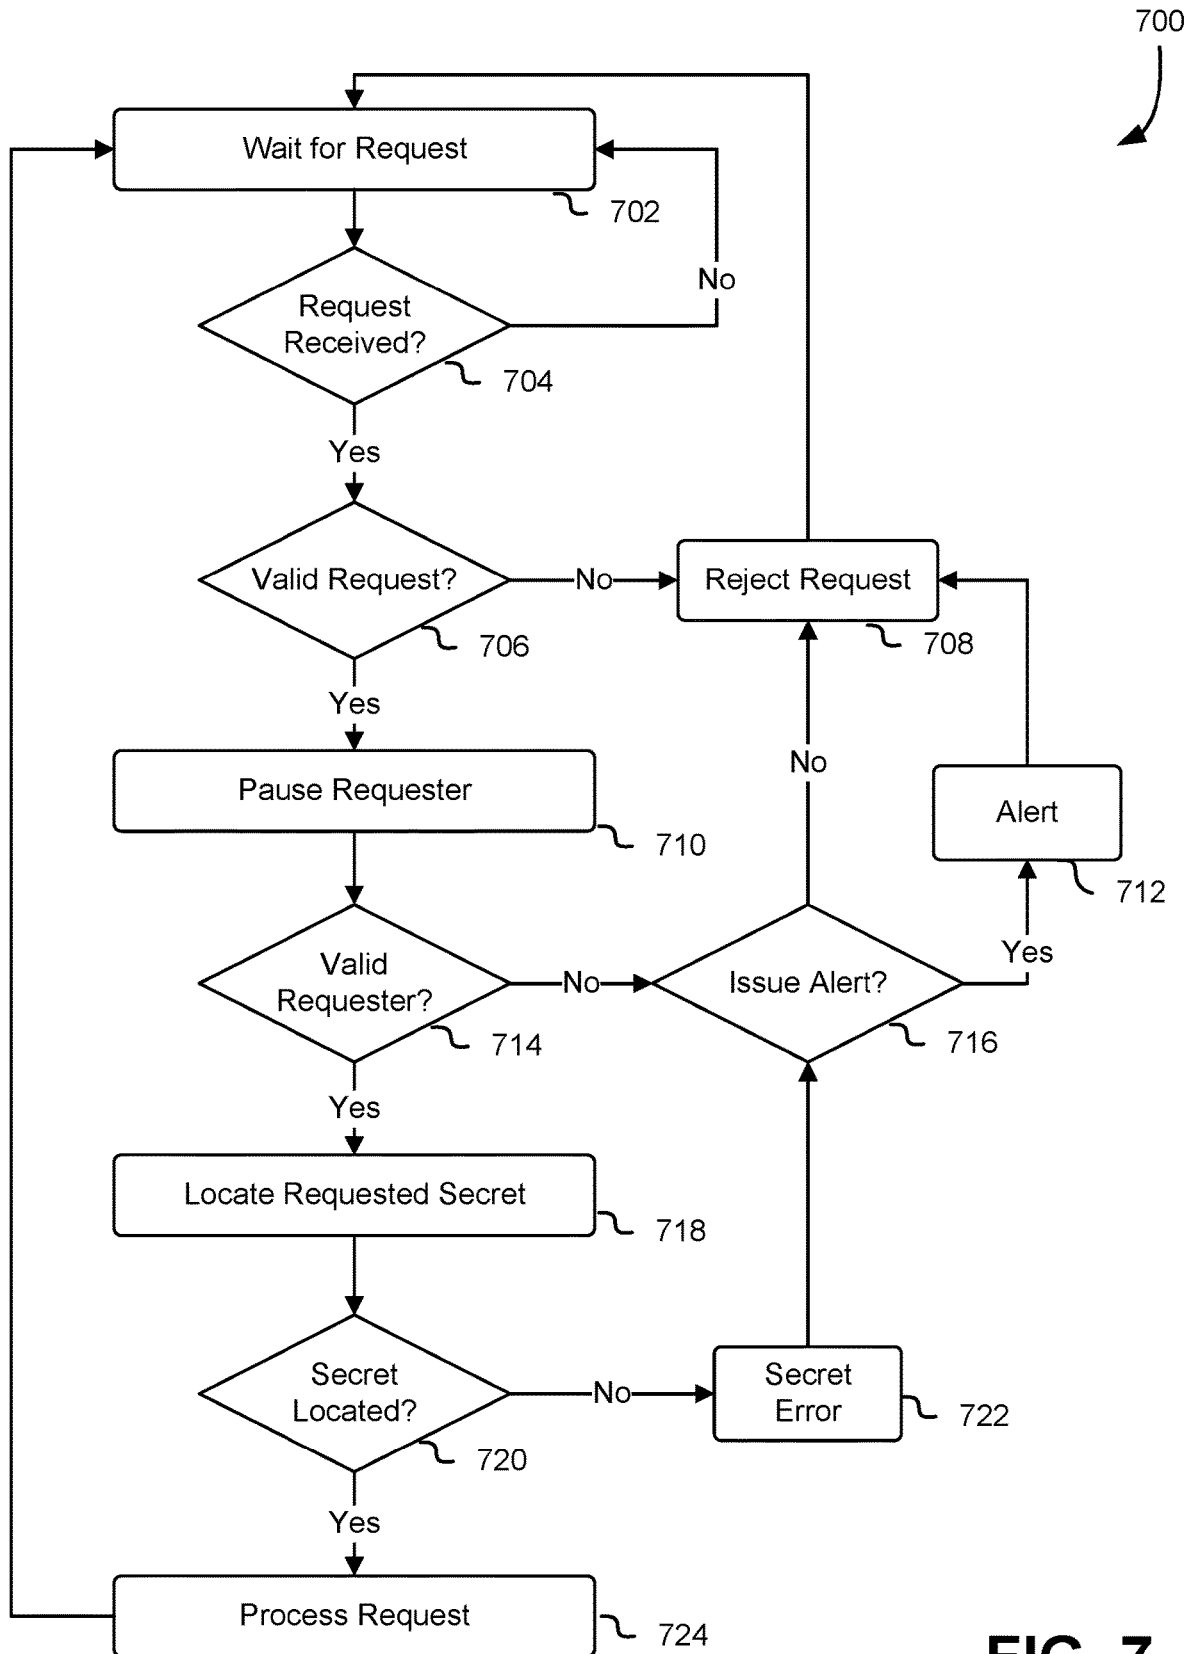 700
Wait for Request
702
No
Request
Received?
704
Yes
Valid Request?
No
Reject Request
706
708
Yes
Pause Requester
710
No
Alert
712
Valid
Requester?
No
Issue Alert?
Yes
714
716
Yes
Locate Requested Secret
718
Secret
Located?
No
Secret
Error
720
722
Yes
Process Request
724
FIG. 7